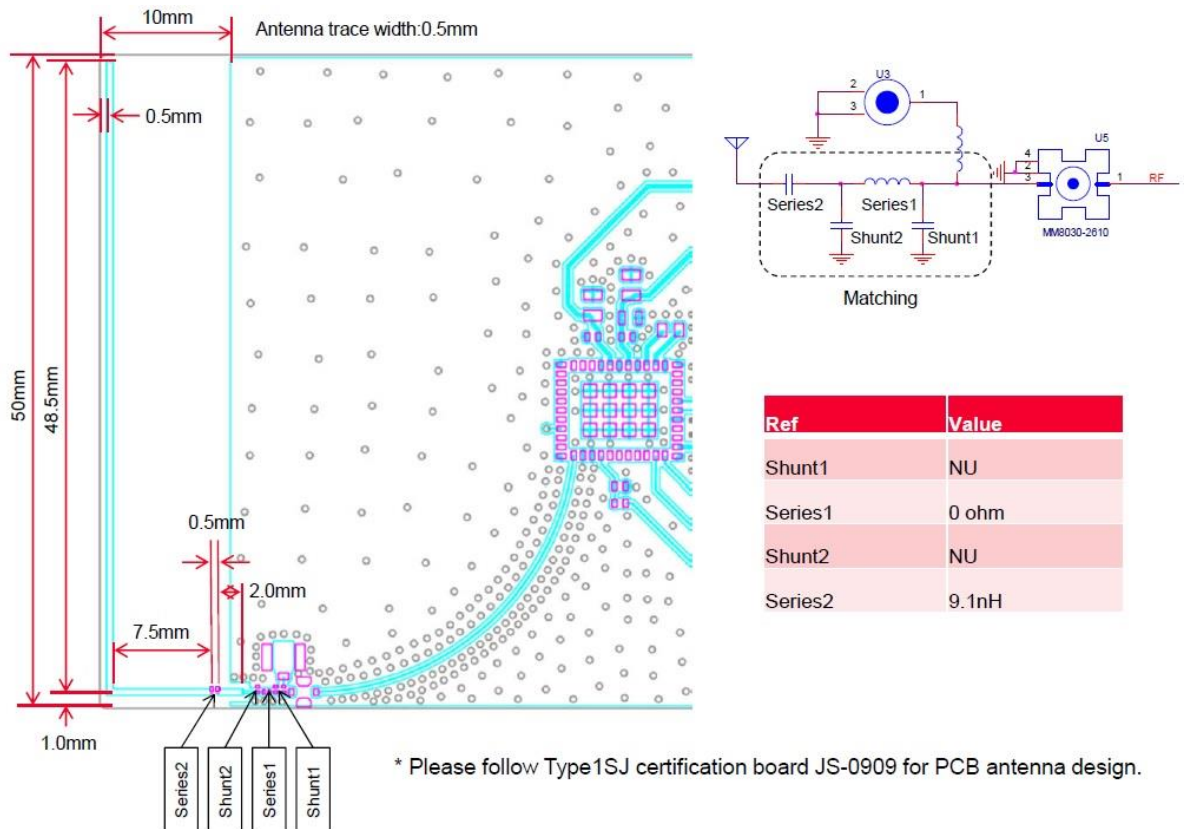 10mm
Antenna trace width:0.5mm
0.5mm
50mm
48.5mm
0.5mm
2.0mm
7.5mm
1.0mm
Series2
Shunt2
Series1
Shunt1
U3
2
3
1
Series2
Series1
Shunt2
Shunt1
Matching
U5
4
2
3
1
RF
MM8030-2610
Ref Value
Shunt1 NU
Series1 0 ohm
Shunt2 NU
Series2 9.1nH
* Please follow Type1SJ certification board JS-0909 for PCB antenna design.